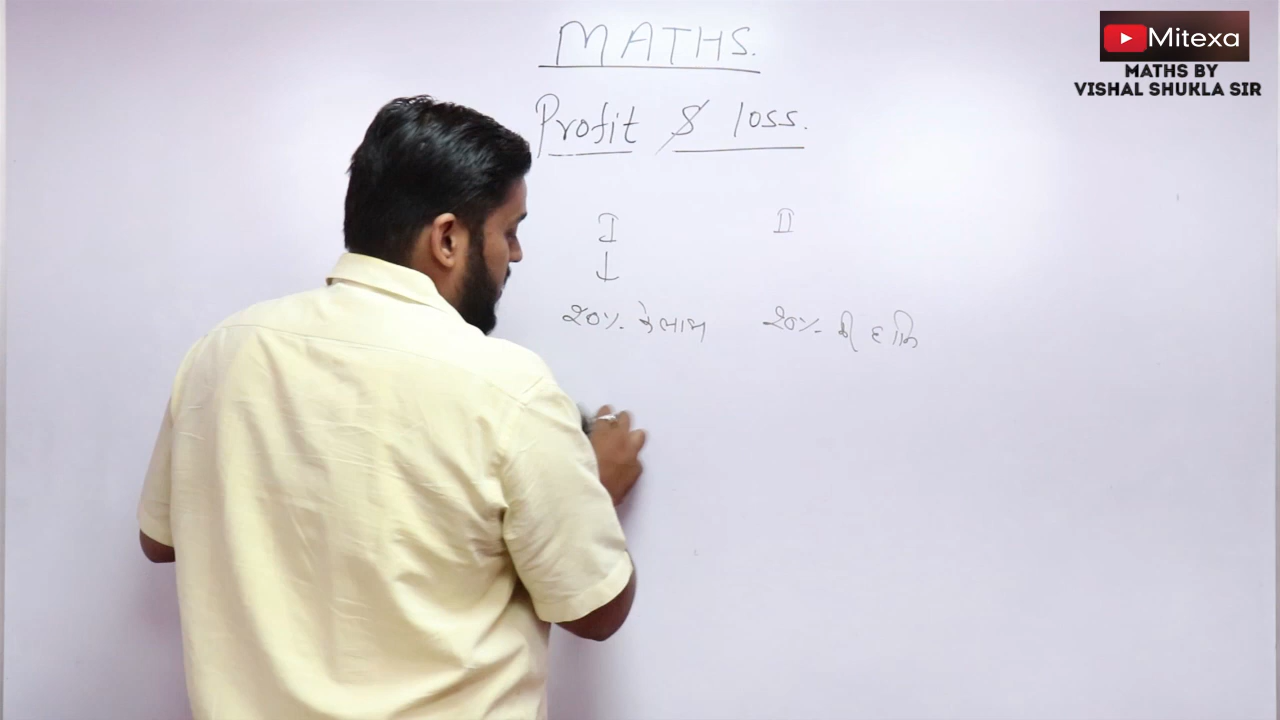 MATHS.
Mitexa
MATHS BY
VISHAL SHUKLA SIR
Profit & loss.
I II
↓
20% के लाभ 20% की हानि